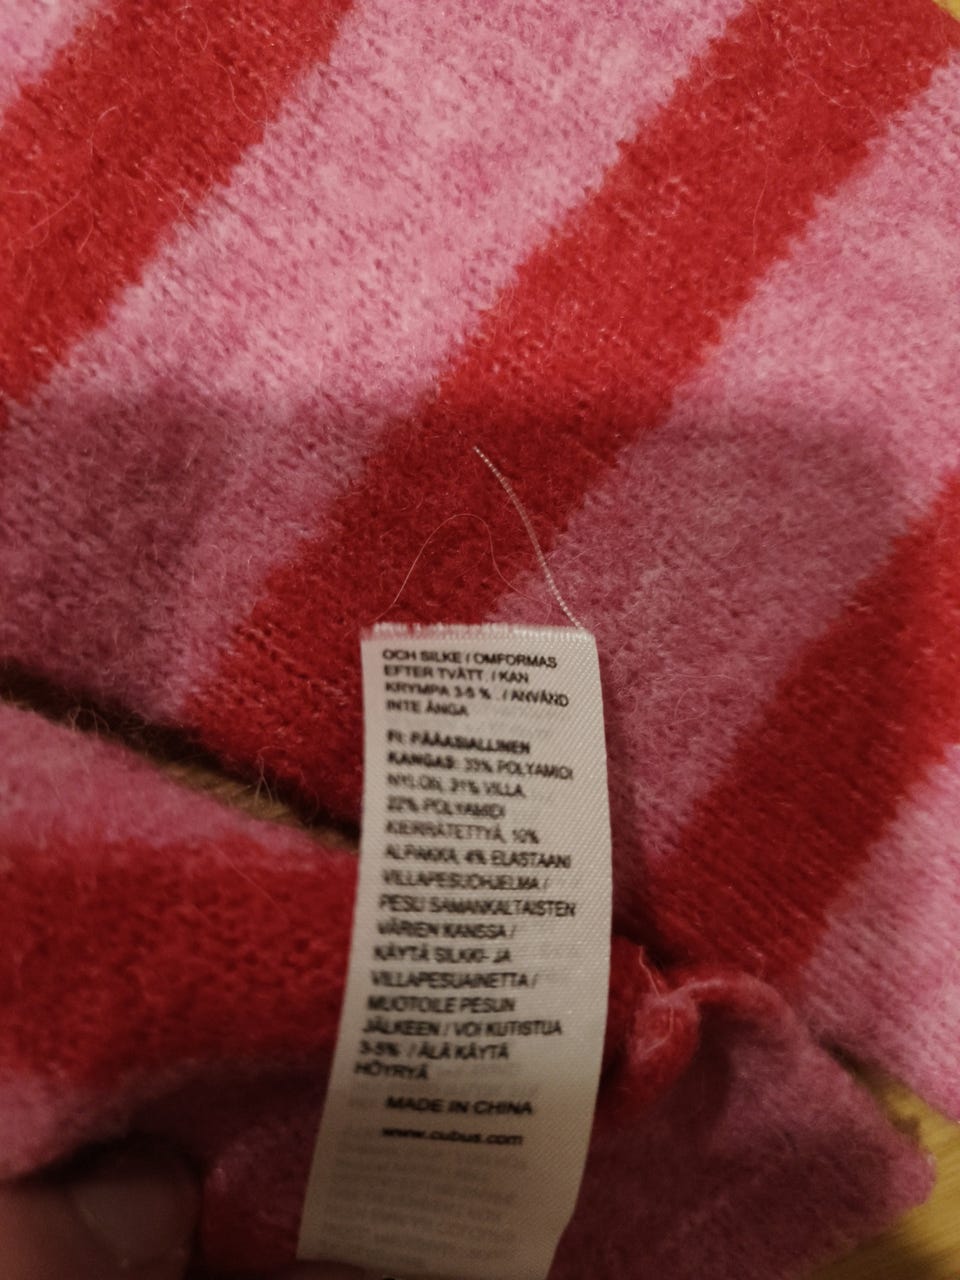 OCH SILKE / OMFORMAS
EFTER TVÄTT. / KAN
KRYMPA 3-5 % . / ANVÄND
INTE ÅNGA
FI: PÄÄASIALLINEN
KANGAS: 33% POLYAMIDI
NYLON, 31% VILLA,
22% POLYAMIDI
KIERRÄTETTYÄ, 10%
ALPAKKA, 4% ELASTAANI
VILLAPESUOHJELMA /
PESU SAMANKALTAISTEN
VÄRIEN KANSSA /
KÄYTÄ SILKKI- JA
VILLAPESUAINETTA /
MUOTOILE PESUN
JÄLKEEN / VOI KUTISTUA
3-5% / ÄLÄ KÄYTÄ
HÖYRYÄ
MADE IN CHINA
www.cubus.com